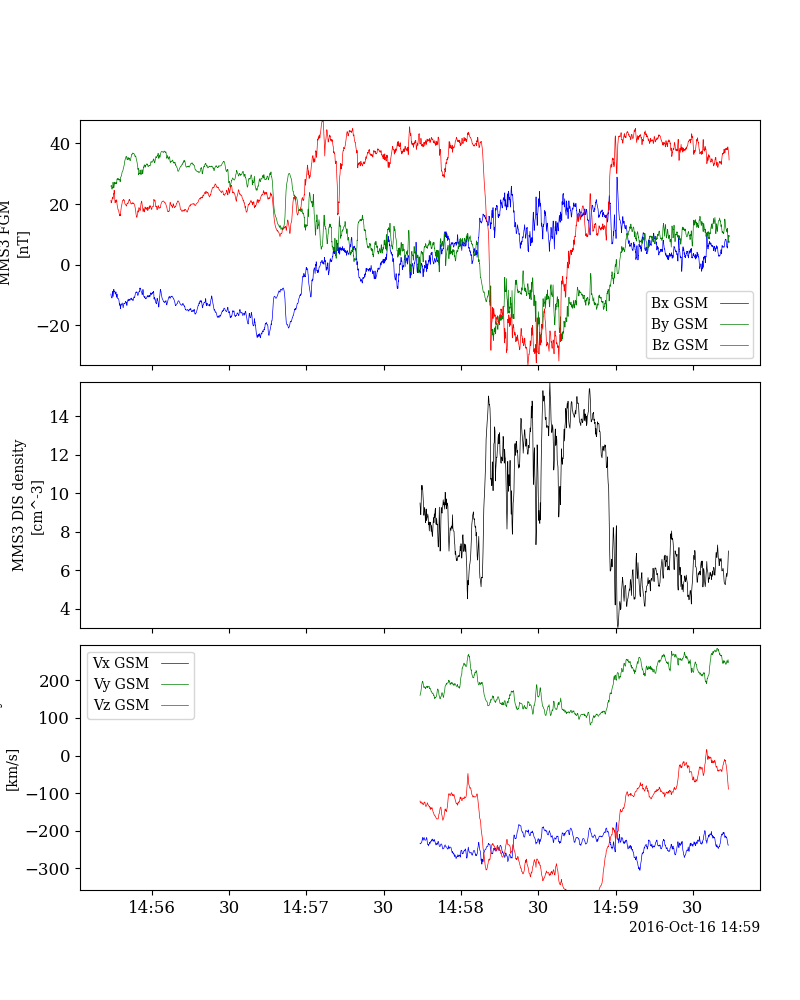 40
20
0
−20
MMS3 FGM
[nT]
Bx GSM
By GSM
Bz GSM
14
12
10
8
6
4
MMS3 DIS density
[cm^-3]
Vx GSM
Vy GSM
Vz GSM
200
100
0
−100
−200
−300
[km/s]
14:56
30
14:57
30
14:58
30
14:59
30
2016-Oct-16 14:59